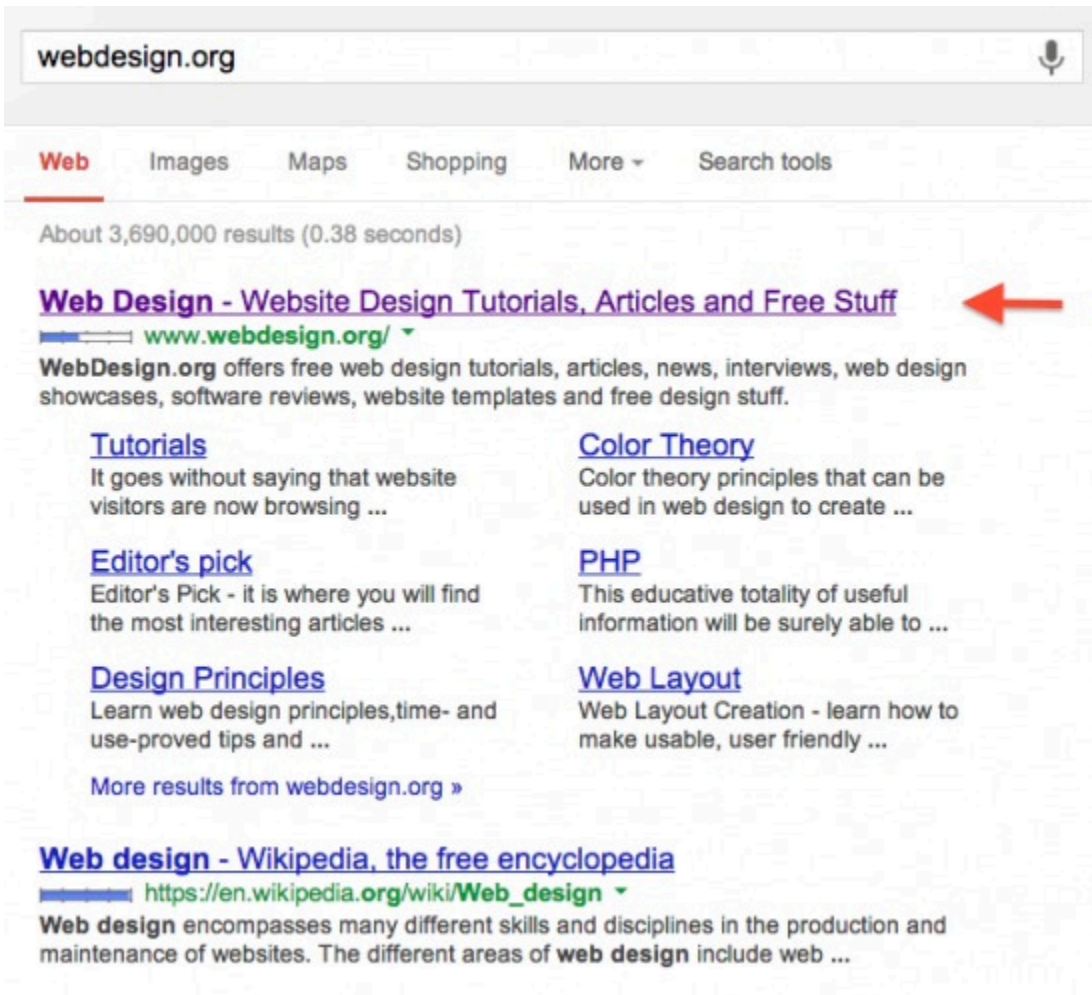 webdesign.org
Web Images Maps Shopping More Search tools
About 3,690,000 results (0.38 seconds)
Web Design - Website Design Tutorials, Articles and Free Stuff
www.webdesign.org/
WebDesign.org offers free web design tutorials, articles, news, interviews, web design
showcases, software reviews, website templates and free design stuff.
Tutorials
It goes without saying that website
visitors are now browsing ...
Color Theory
Color theory principles that can be
used in web design to create ...
Editor's pick
Editor's Pick - it is where you will find
the most interesting articles ...
PHP
This educative totality of useful
information will be surely able to ...
Design Principles
Learn web design principles,time- and
use-proved tips and ...
Web Layout
Web Layout Creation - learn how to
make usable, user friendly ...
More results from webdesign.org »
Web design - Wikipedia, the free encyclopedia
https://en.wikipedia.org/wiki/Web_design
Web design encompasses many different skills and disciplines in the production and
maintenance of websites. The different areas of web design include web ...